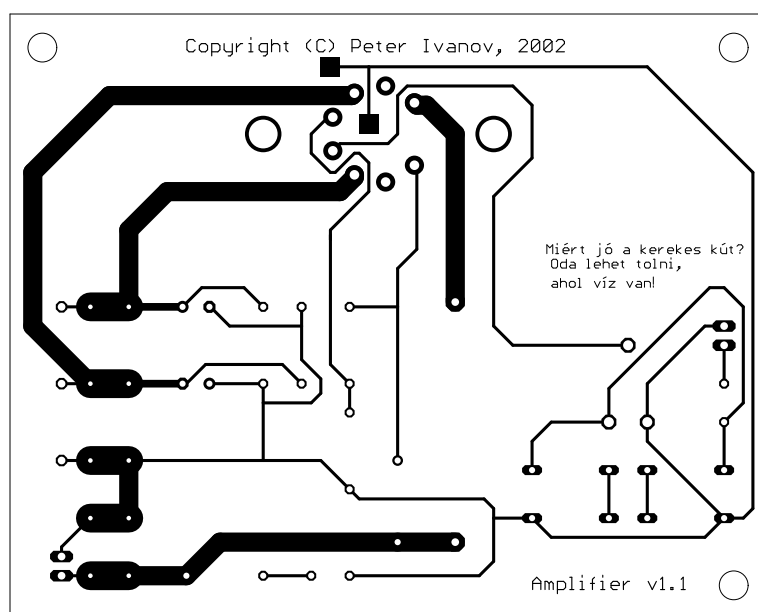 Copyright (C) Peter Ivanov, 2002
Miért jó a kerekes kút?
Oda lehet tolni,
ahol víz van!
Amplifier v1.1